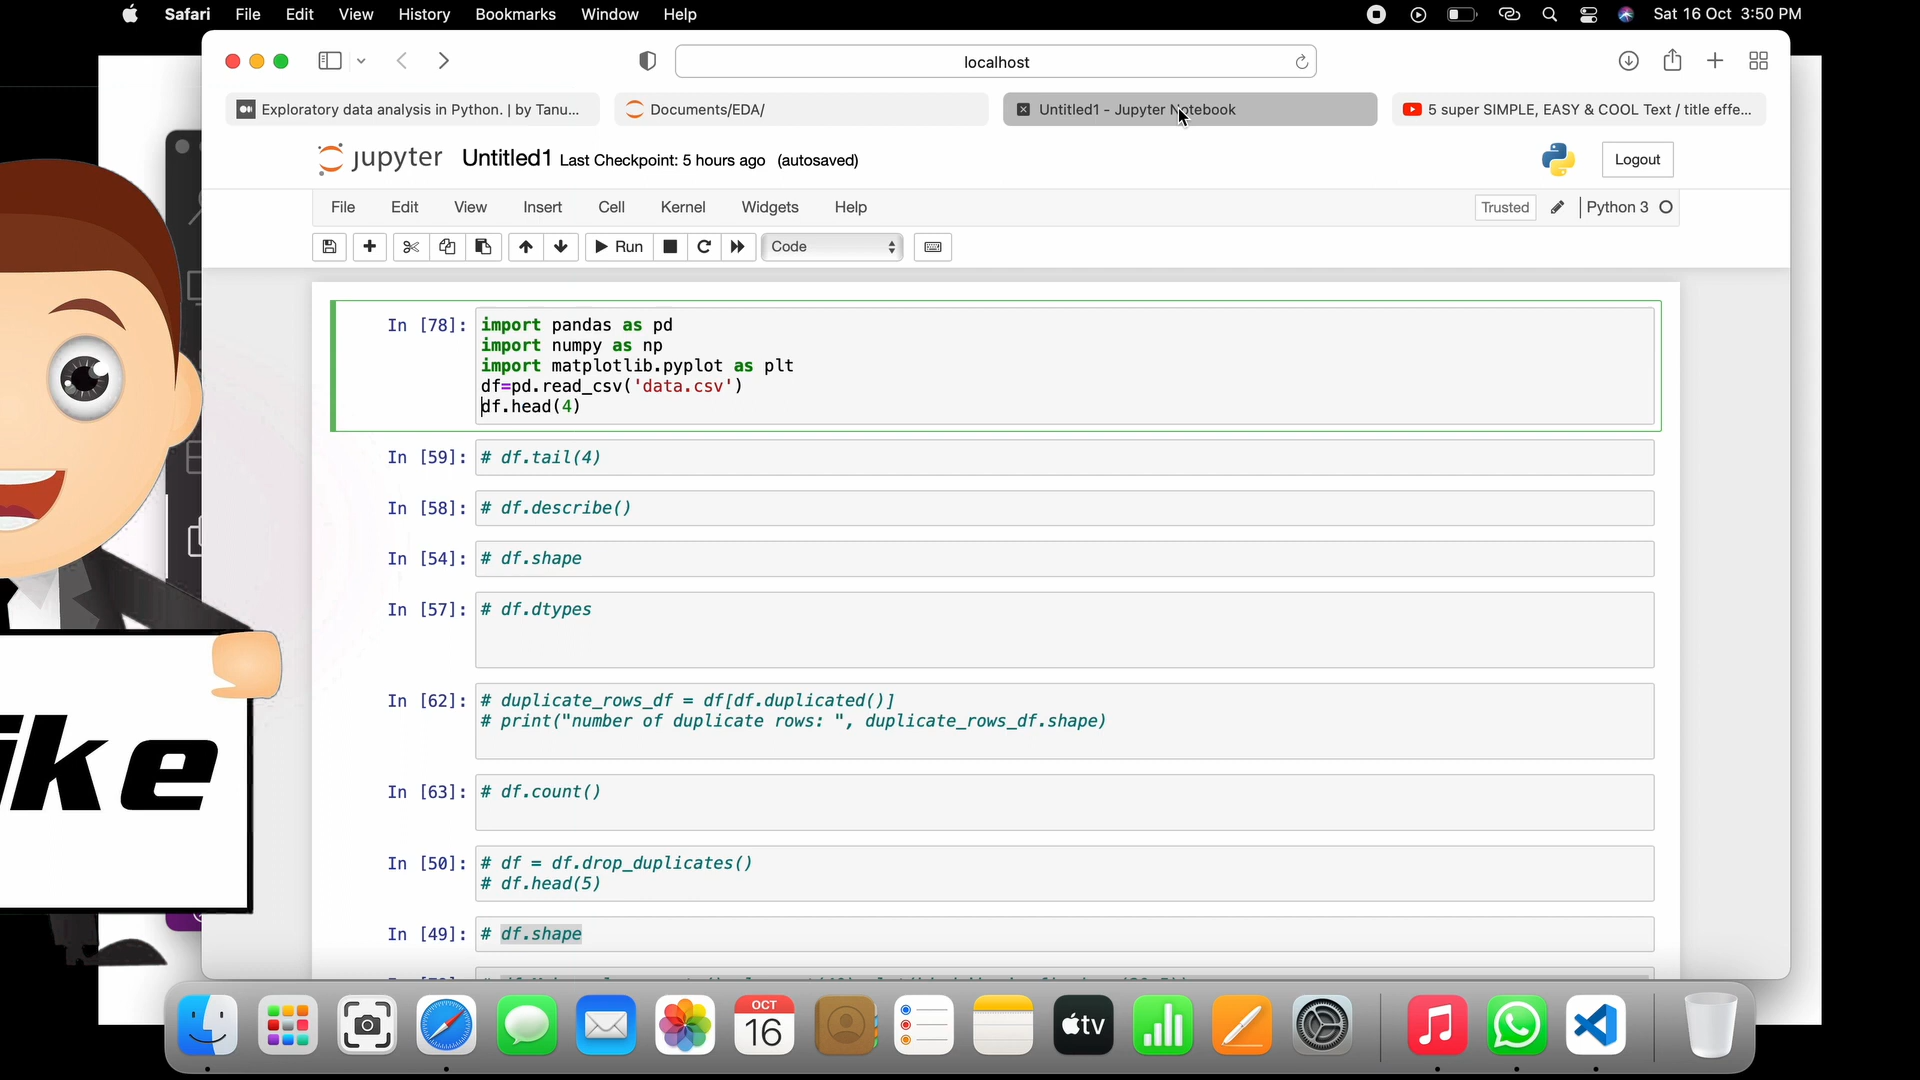 Safari File Edit View History Bookmarks Window Help
Sat 16 Oct 3:50 PM
localhost
Exploratory data analysis in Python. | by Tanu...
Documents/EDA/
Untitled1 - Jupyter Notebook
5 super SIMPLE, EASY & COOL Text / title effe...
jupyter Untitled1 Last Checkpoint: 5 hours ago (autosaved)
Logout
File Edit View Insert Cell Kernel Widgets Help
Trusted Python 3
Run Code
In [78]: import pandas as pd
import numpy as np
import matplotlib.pyplot as plt
df=pd.read_csv('data.csv')
df.head(4)
In [59]: # df.tail(4)
In [58]: # df.describe()
In [54]: # df.shape
In [57]: # df.dtypes
In [62]: # duplicate_rows_df = df[df.duplicated()]
# print("number of duplicate rows: ", duplicate_rows_df.shape)
In [63]: # df.count()
In [50]: # df = df.drop_duplicates()
# df.head(5)
In [49]: # df.shape
ike
OCT
16
tv